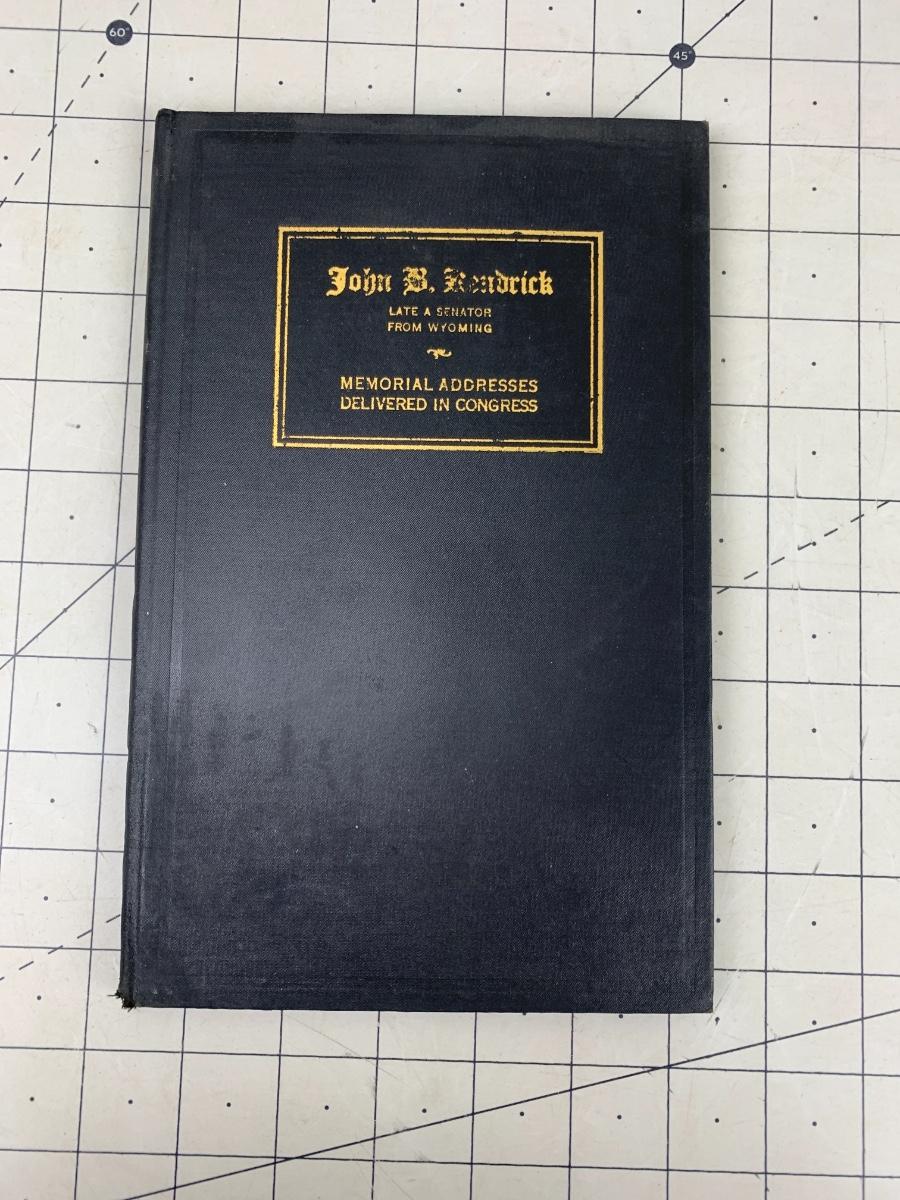 60°
45°
John B. Kendrick
LATE A SENATOR
FROM WYOMING
MEMORIAL ADDRESSES
DELIVERED IN CONGRESS